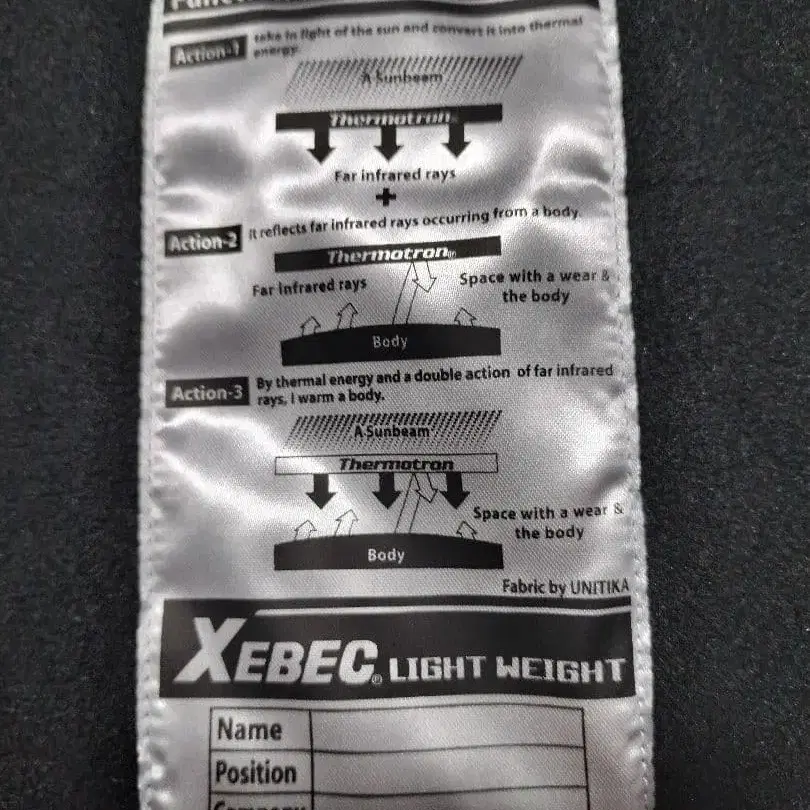 Action-1 take in light of the sun and convert it into thermal
energy.
A Sunbeam
Thermotron®
Far infrared rays
+
Action-2 It reflects far infrared rays occurring from a body.
Thermotron®
Far Infrared rays
Space with a wear &
the body
Body
Action-3 By thermal energy and a double action of far infrared
rays, I warm a body.
A Sunbeam
Thermotron
Space with a wear &
the body
Body
Fabric by UNITIKA
XEBEC® LIGHT WEIGHT
Name
Position
Company